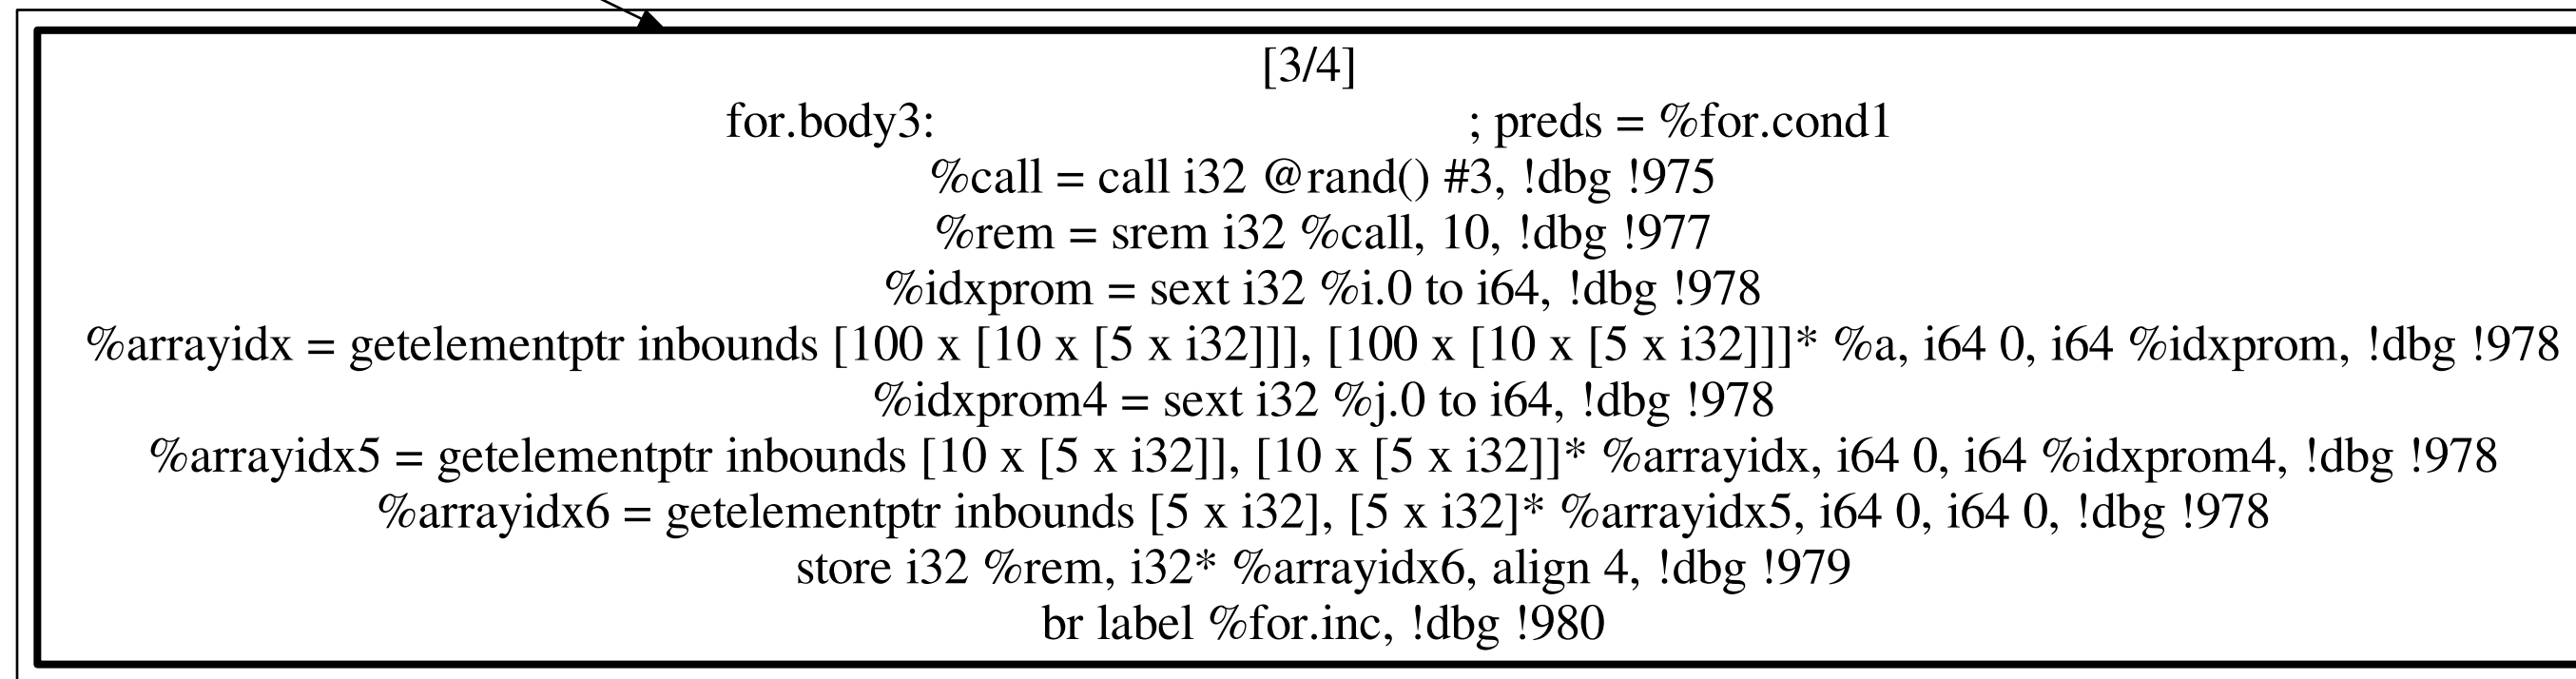 [3/4]
for.body3: ; preds = %for.cond1
%call = call i32 @rand() #3, !dbg !975
%rem = srem i32 %call, 10, !dbg !977
%idxprom = sext i32 %i.0 to i64, !dbg !978
%arrayidx = getelementptr inbounds [100 x [10 x [5 x i32]]], [100 x [10 x [5 x i32]]]* %a, i64 0, i64 %idxprom, !dbg !978
%idxprom4 = sext i32 %j.0 to i64, !dbg !978
%arrayidx5 = getelementptr inbounds [10 x [5 x i32]], [10 x [5 x i32]]* %arrayidx, i64 0, i64 %idxprom4, !dbg !978
%arrayidx6 = getelementptr inbounds [5 x i32], [5 x i32]* %arrayidx5, i64 0, i64 0, !dbg !978
store i32 %rem, i32* %arrayidx6, align 4, !dbg !979
br label %for.inc, !dbg !980